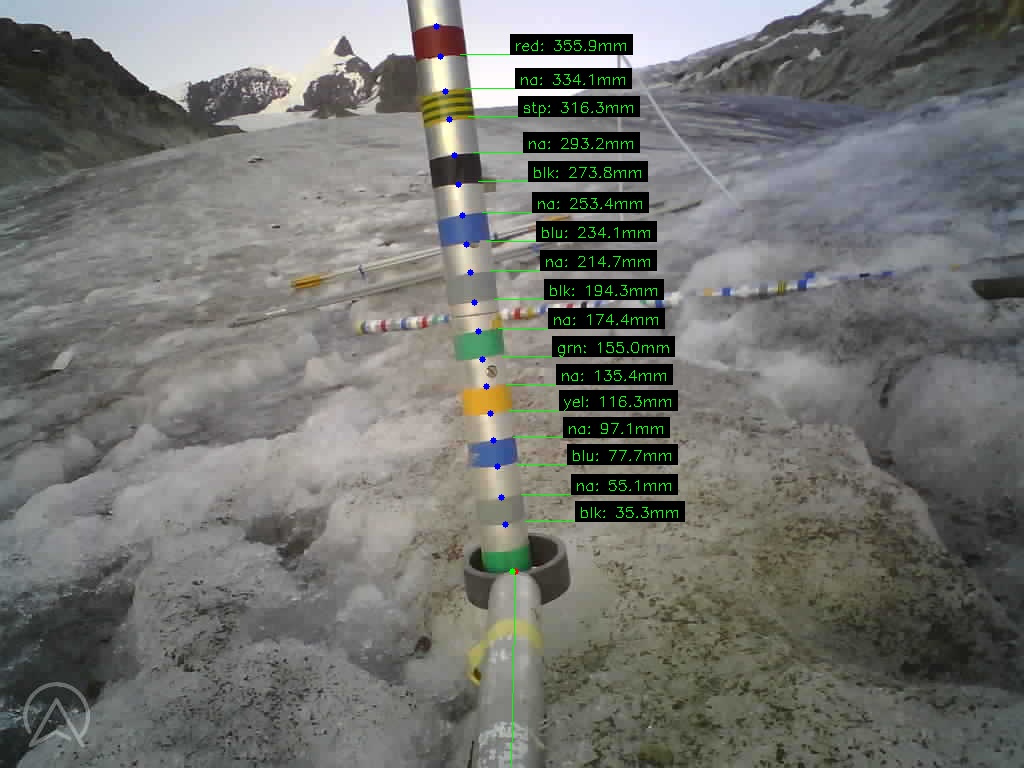 red: 355.9mm
na: 334.1mm
stp: 316.3mm
na: 293.2mm
blk: 273.8mm
na: 253.4mm
blu: 234.1mm
na: 214.7mm
blk: 194.3mm
na: 174.4mm
grn: 155.0mm
na: 135.4mm
yel: 116.3mm
na: 97.1mm
blu: 77.7mm
na: 55.1mm
blk: 35.3mm